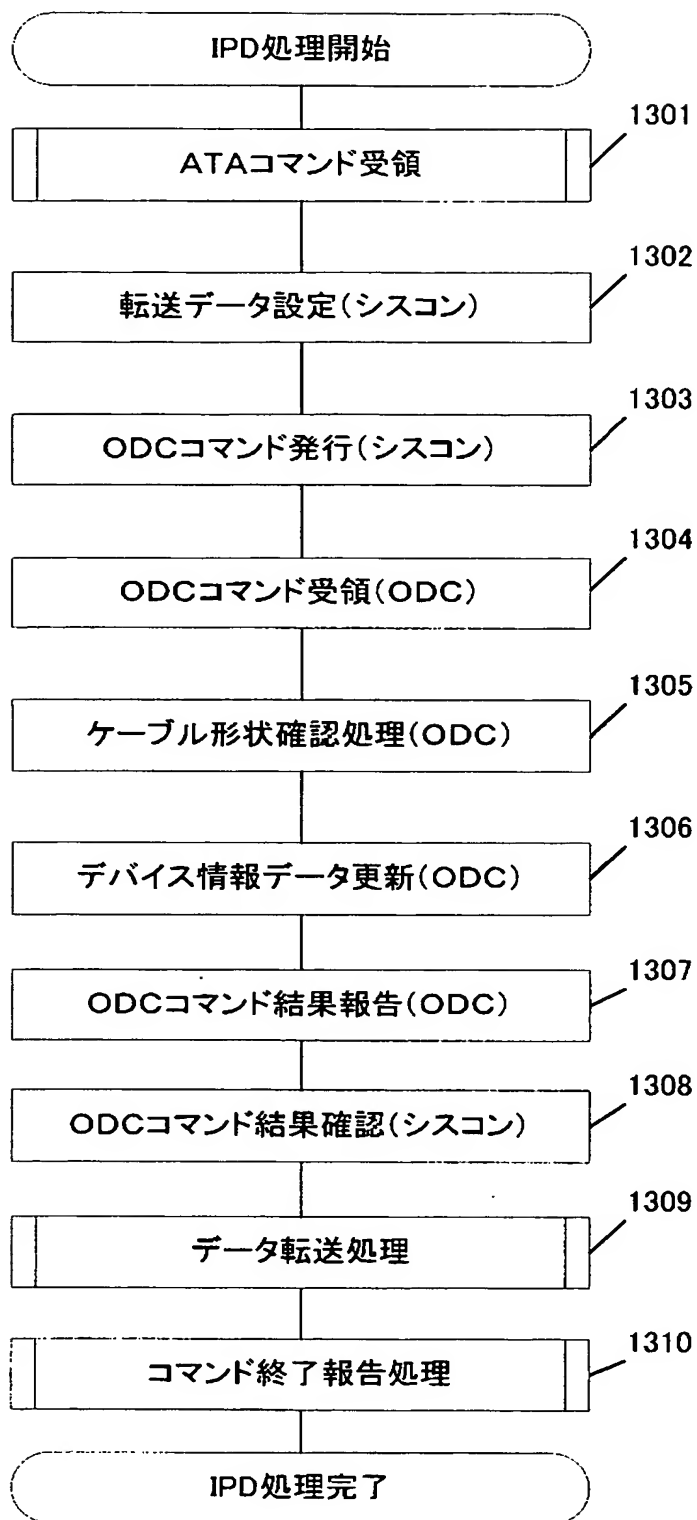 IPD処理開始
1301
ATAコマンド受領
1302
転送データ設定(シスコン)
1303
ODCコマンド発行(シスコン)
1304
ODCコマンド受領(ODC)
1305
ケーブル形状確認処理(ODC)
1306
デバイス情報データ更新(ODC)
1307
ODCコマンド結果報告(ODC)
1308
ODCコマンド結果確認(シスコン)
1309
データ転送処理
1310
コマンド終了報告処理
IPD処理完了